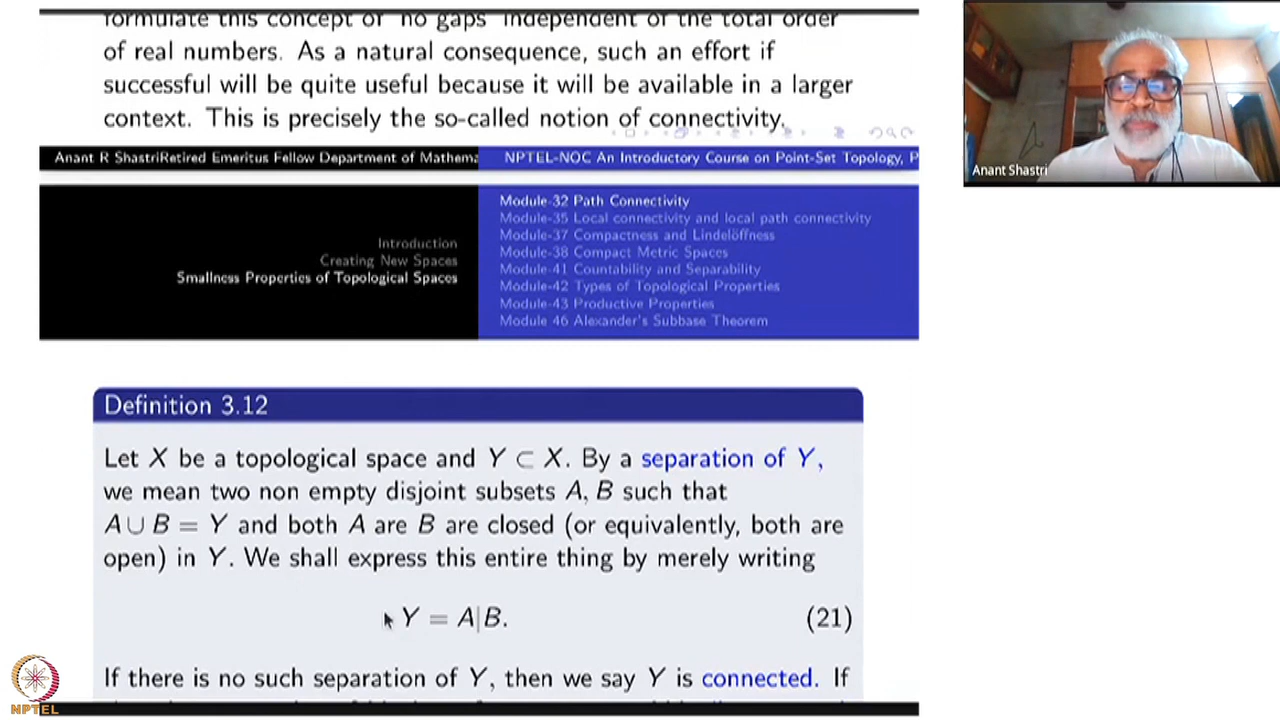 formulate this concept of 'no gaps' independent of the total order
of real numbers. As a natural consequence, such an effort if
successful will be quite useful because it will be available in a larger
context. This is precisely the so-called notion of connectivity.
Anant R ShastriRetired Emeritus Fellow Department of Mathema
NPTEL-NOC An Introductory Course on Point-Set Topology, P
Introduction
Creating New Spaces
Smallness Properties of Topological Spaces
Module-32 Path Connectivity
Module-35 Local connectivity and local path connectivity
Module-37 Compactness and Lindelöffness
Module-38 Compact Metric Spaces
Module-41 Countability and Separability
Module-42 Types of Topological Properties
Module-43 Productive Properties
Module 46 Alexander's Subbase Theorem
Definition 3.12
Let X be a topological space and Y ⊂ X. By a separation of Y,
we mean two non empty disjoint subsets A, B such that
A ∪ B = Y and both A are B are closed (or equivalently, both are
open) in Y. We shall express this entire thing by merely writing
Y = A|B. (21)
If there is no such separation of Y, then we say Y is connected. If
Anant Shastri
NPTEL